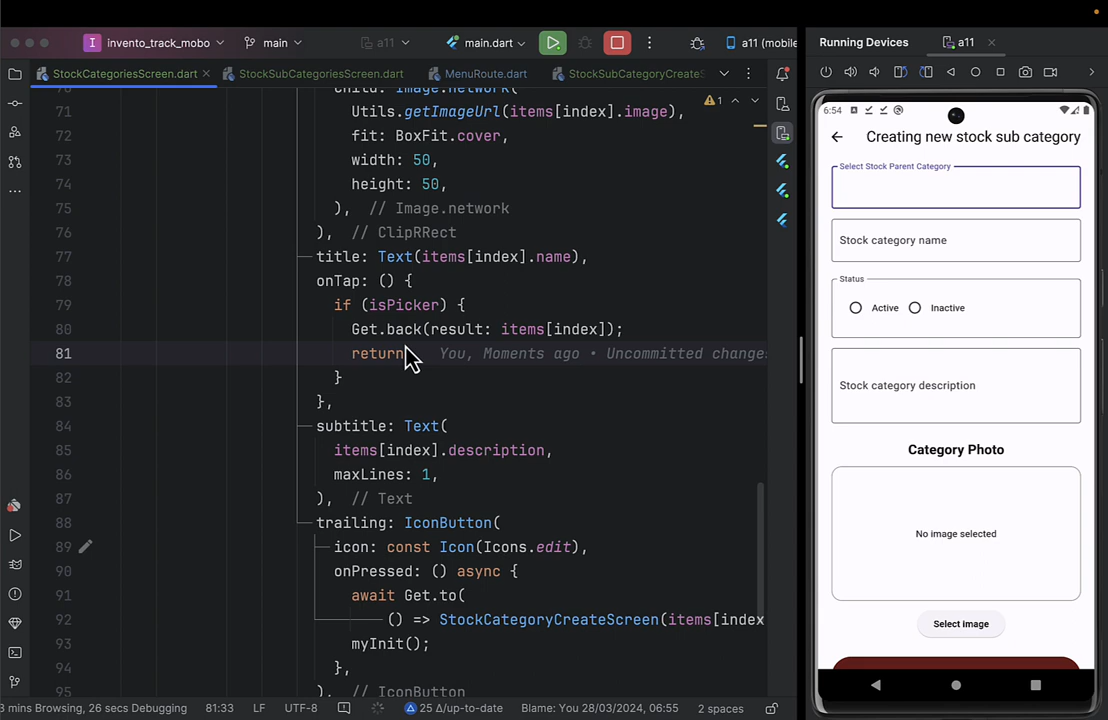 invento_track_mobo
main
a11
main.dart
a11 (mobile
Running Devices
a11
StockCategoriesScreen.dart
StockSubCategoriesScreen.dart
MenuRoute.dart
StockSubCategoryCreateS
1
71 Utils.getImageUrl(items[index].image),
72 fit: BoxFit.cover,
73 width: 50,
74 height: 50,
75 ), // Image.network
76 ), // ClipRRect
77 title: Text(items[index].name),
78 onTap: () {
79 if (isPicker) {
80 Get.back(result: items[index]);
81 return You, Moments ago • Uncommitted changes
82 }
83 },
84 subtitle: Text(
85 items[index].description,
86 maxLines: 1,
87 ), // Text
88 trailing: IconButton(
89 icon: const Icon(Icons.edit),
90 onPressed: () async {
91 await Get.to(
92 () => StockCategoryCreateScreen(items[index
93 myInit();
94 },
95 ), // IconButton
3 mins Browsing, 26 secs Debugging
81:33
LF
UTF-8
25 Δ/up-to-date
Blame: You 28/03/2024, 06:55
2 spaces
6:54
Creating new stock sub category
Select Stock Parent Category
Stock category name
Status
Active
Inactive
Stock category description
Category Photo
No image selected
Select image